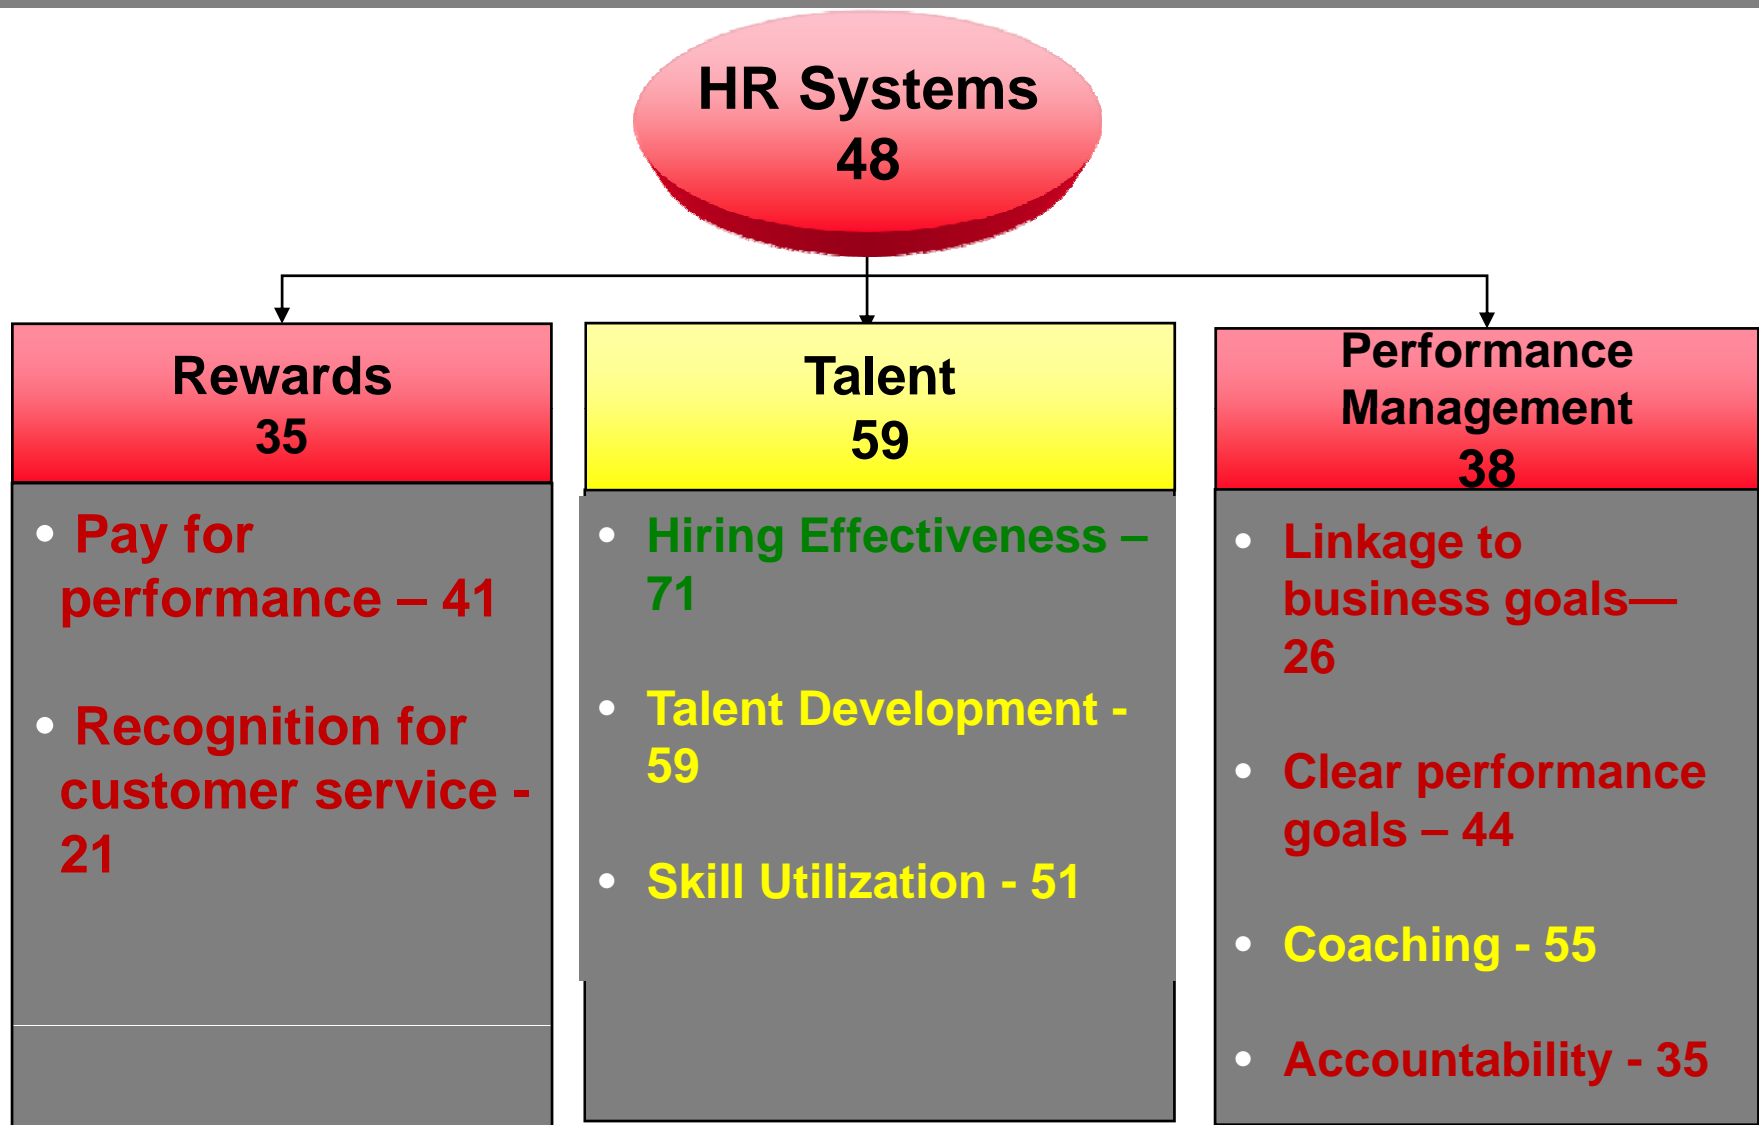 HR Systems
48
Rewards
35
• Pay for
performance – 41
• Recognition for
customer service -
21
Talent
59
• Hiring Effectiveness –
71
• Talent Development -
59
• Skill Utilization - 51
Performance
Management
38
• Linkage to
business goals—
26
• Clear performance
goals – 44
• Coaching - 55
• Accountability - 35